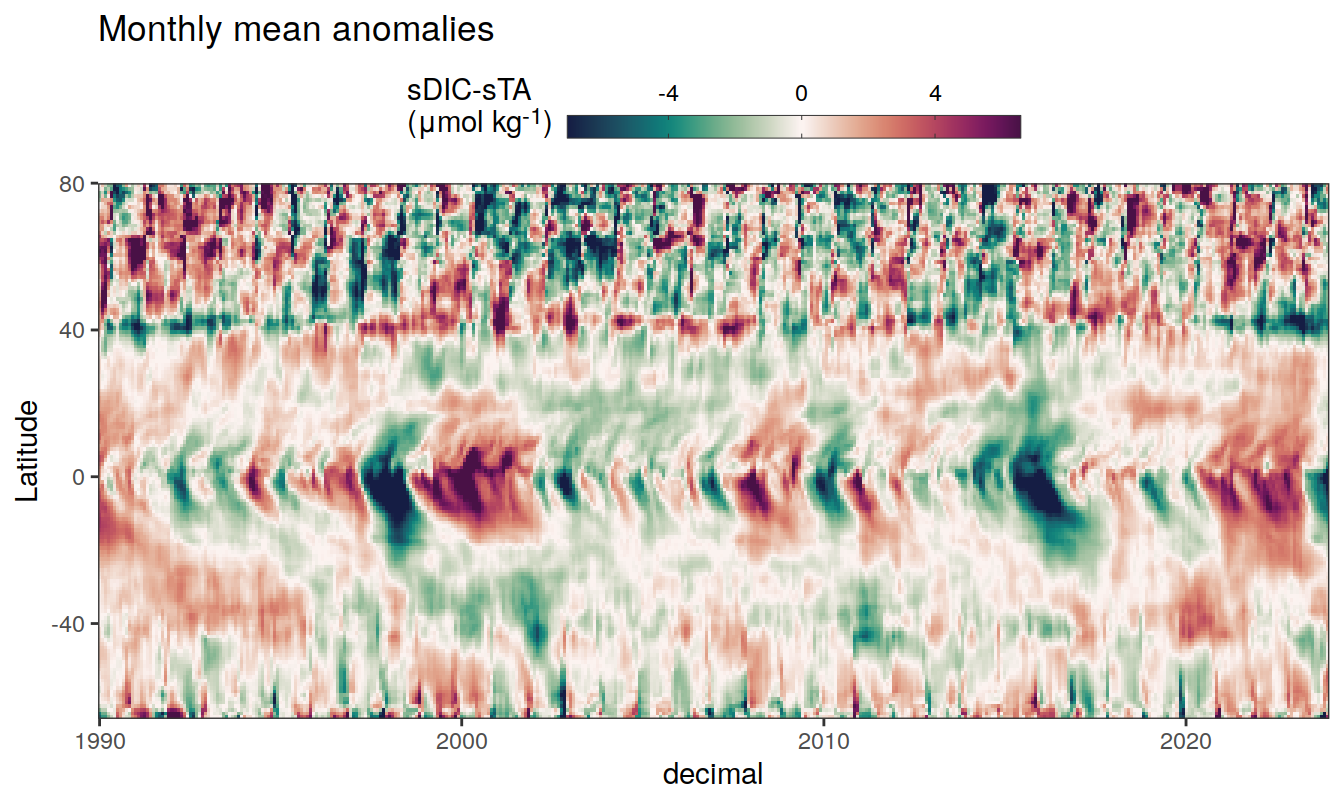 Monthly mean anomalies
sDIC-sTA
(µmol kg⁻¹)
-4 0 4
80
40
0
-40
Latitude
1990 2000 2010 2020
decimal